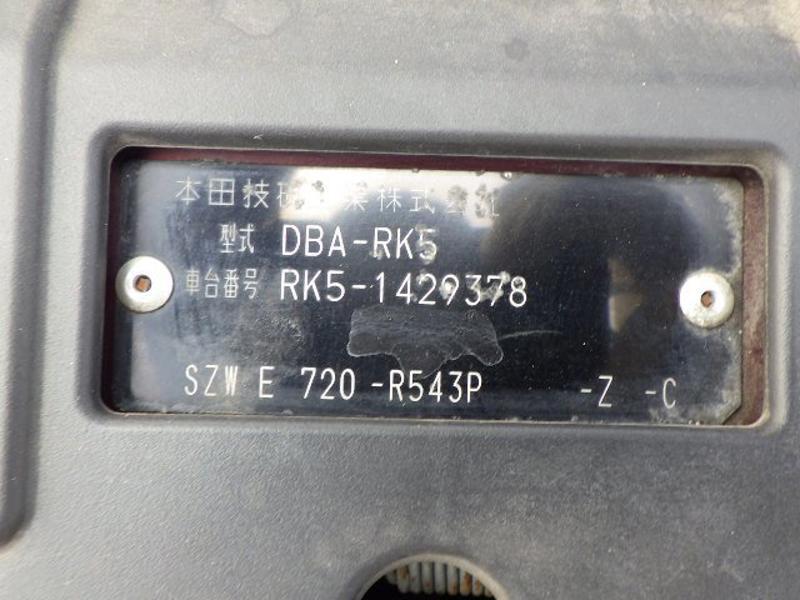 本田技研工業株式会社
型式 DBA-RK5
車台番号 RK5-1429378
SZW E 720 -R543P -Z -C